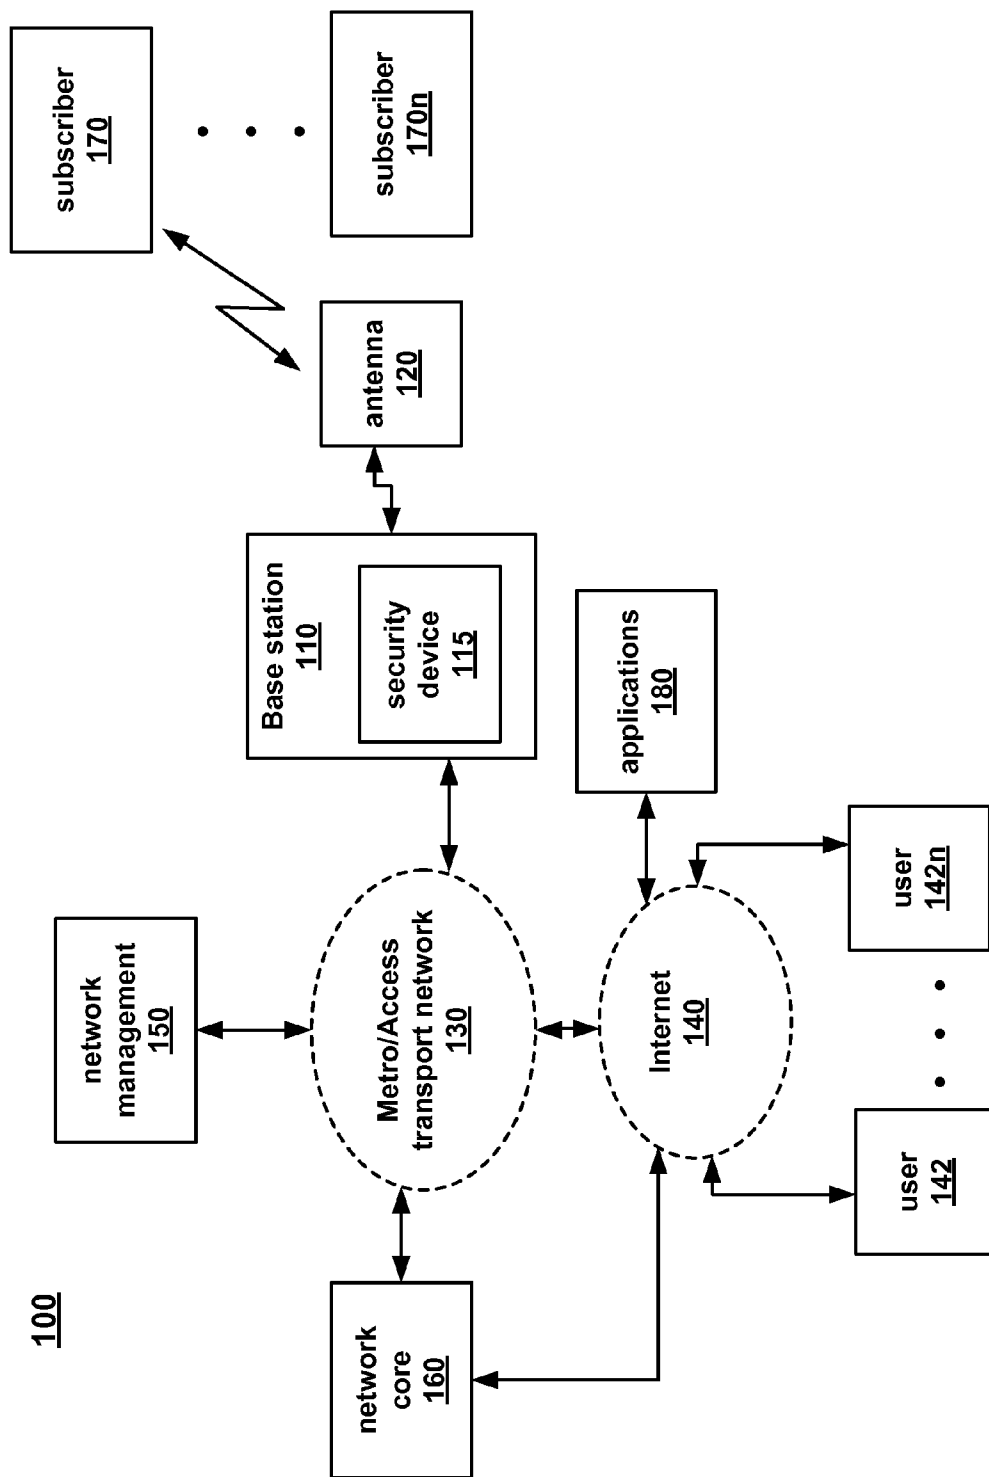 100
network
management
150
network
core
160
Metro/Access
transport network
130
Base station
110
security
device
115
antenna
120
subscriber
170
subscriber
170n
Internet
140
applications
180
user
142
user
142n